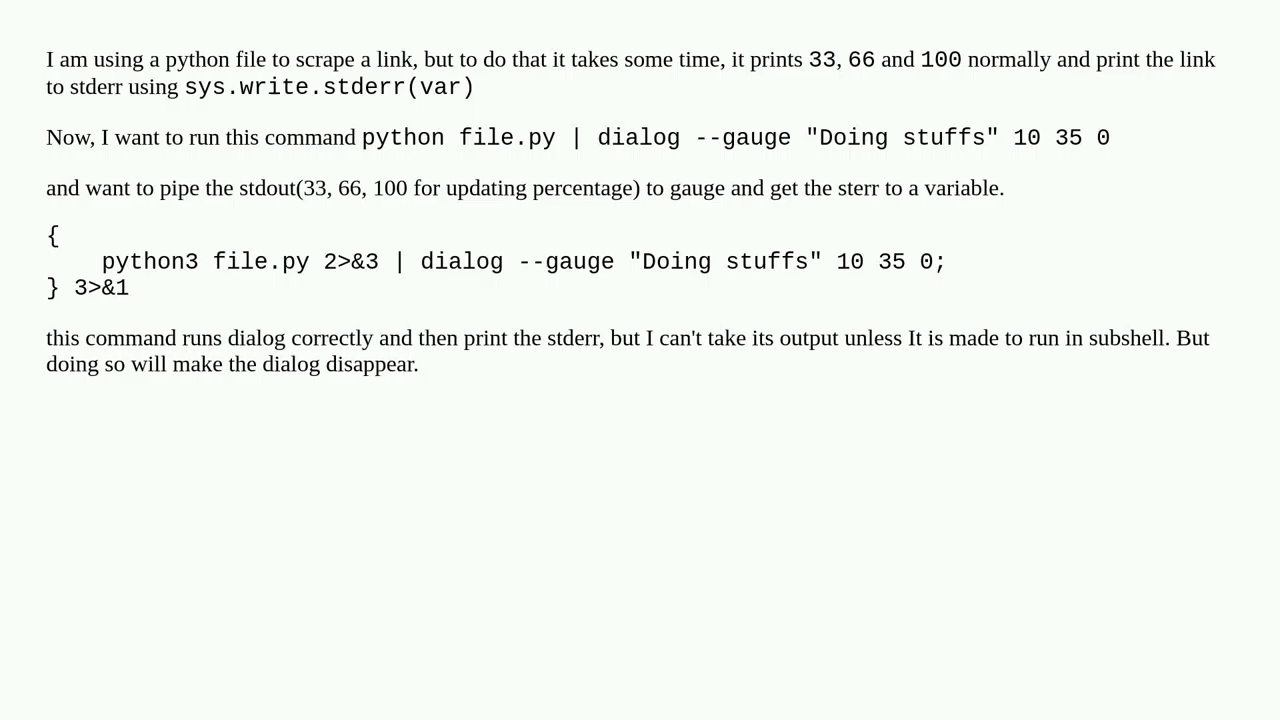 I am using a python file to scrape a link, but to do that it takes some time, it prints 33, 66 and 100 normally and print the link
to stderr using sys.write.stderr(var)
Now, I want to run this command python file.py | dialog --gauge "Doing stuffs" 10 35 0
and want to pipe the stdout(33, 66, 100 for updating percentage) to gauge and get the sterr to a variable.
{
    python3 file.py 2>&3 | dialog --gauge "Doing stuffs" 10 35 0;
} 3>&1
this command runs dialog correctly and then print the stderr, but I can't take its output unless It is made to run in subshell. But
doing so will make the dialog disappear.